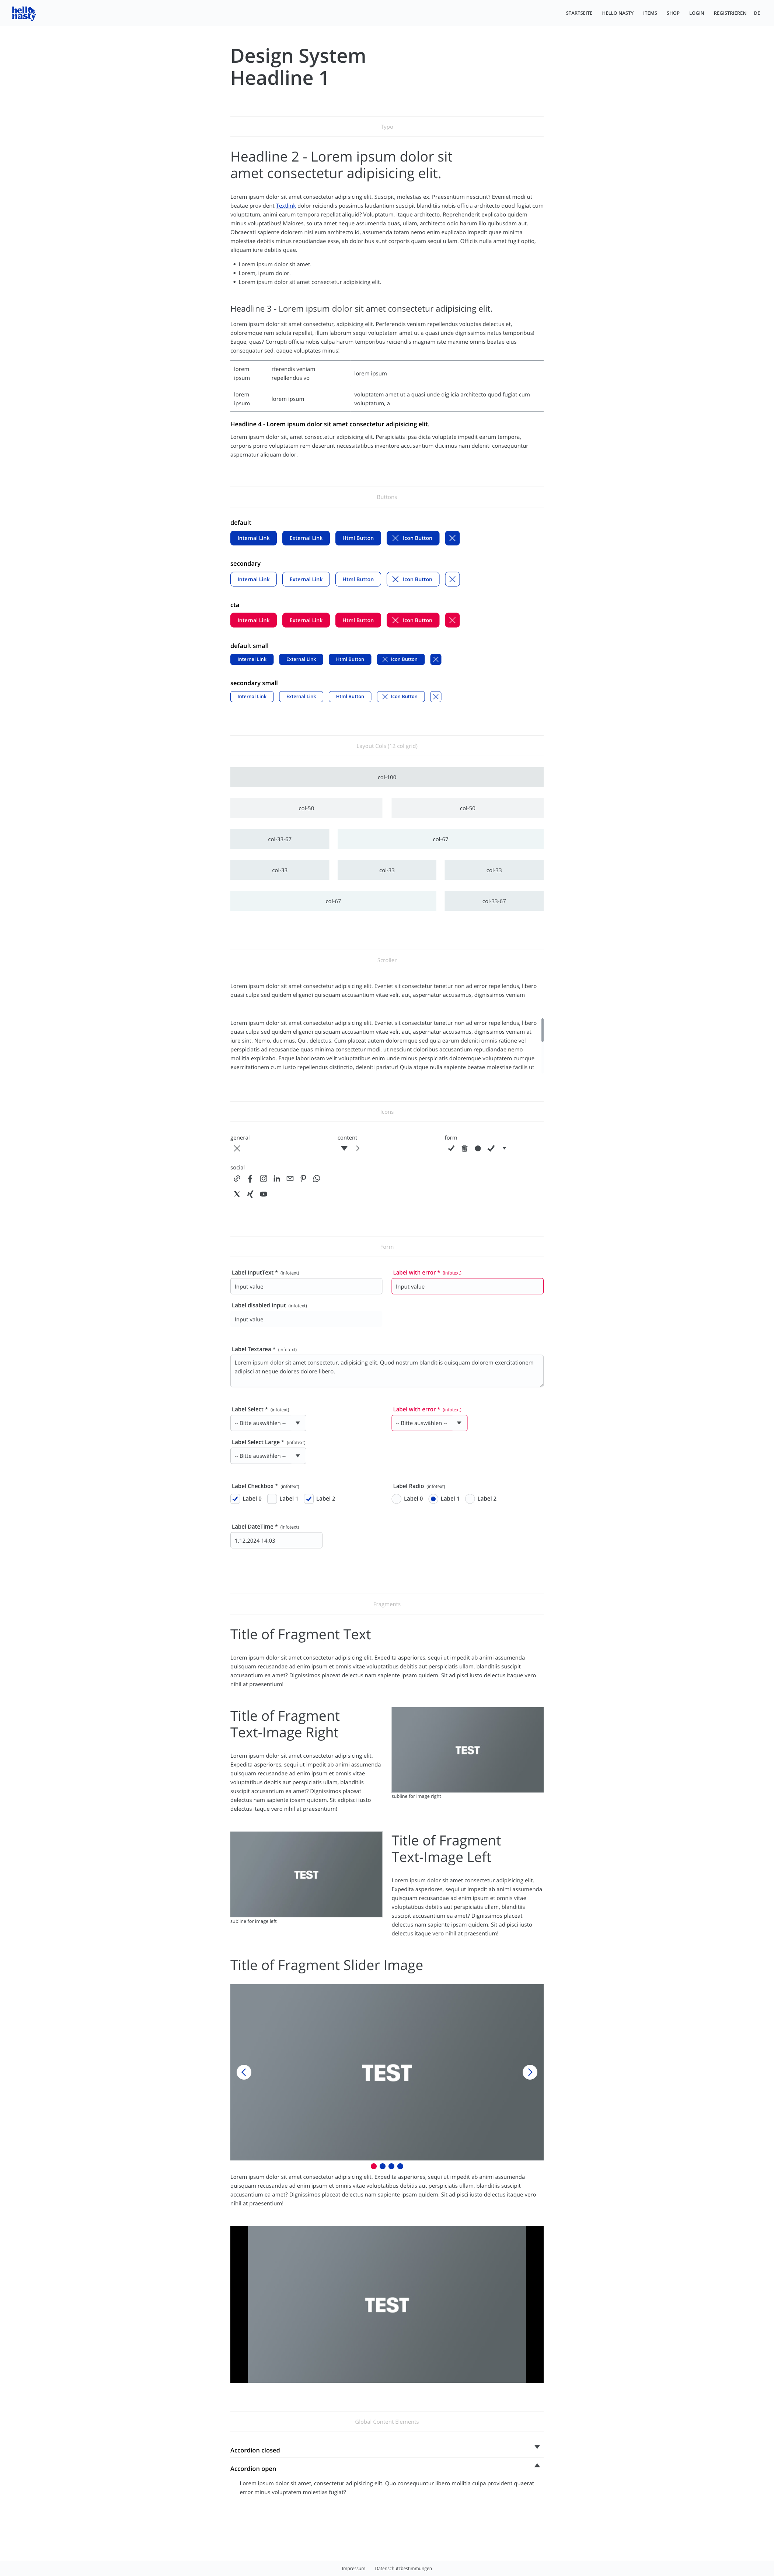 hello
nasty
STARTSEITE HELLO NASTY ITEMS SHOP LOGIN REGISTRIEREN DE
Design System
Headline 1
Typo
Headline 2 - Lorem ipsum dolor sit
amet consectetur adipisicing elit.
Lorem ipsum dolor sit amet consectetur adipisicing elit. Suscipit, molestias ex. Praesentium nesciunt? Eveniet modi ut
beatae provident Textlink dolor reiciendis possimus laudantium suscipit blanditiis nobis officia architecto quod fugiat cum
voluptatum, animi earum tempora repellat aliquid? Voluptatum, itaque architecto. Reprehenderit explicabo quidem
minus voluptatibus! Maiores, soluta amet neque assumenda quas, ullam, architecto odio harum illo quibusdam aut.
Obcaecati sapiente dolorem nisi eum architecto id, assumenda totam nemo enim explicabo impedit quae minima
molestiae debitis minus repudiandae esse, ab doloribus sunt corporis quam sequi ullam. Officiis nulla amet fugit optio,
aliquam iure debitis quae.
• Lorem ipsum dolor sit amet.
• Lorem, ipsum dolor.
• Lorem ipsum dolor sit amet consectetur adipisicing elit.
Headline 3 - Lorem ipsum dolor sit amet consectetur adipisicing elit.
Lorem ipsum dolor sit amet consectetur, adipisicing elit. Perferendis veniam repellendus voluptas delectus et,
doloremque rem soluta repellat, illum laborum sequi voluptatem amet ut a quasi unde dignissimos natus temporibus!
Eaque, quas? Corrupti officia nobis culpa harum temporibus reiciendis magnam iste maxime omnis beatae eius
consequatur sed, eaque voluptates minus!
lorem ipsum rferendis veniam repellendus vo lorem ipsum
lorem ipsum lorem ipsum voluptatem amet ut a quasi unde dig icia architecto quod fugiat cum voluptatum, a
Headline 4 - Lorem ipsum dolor sit amet consectetur adipisicing elit.
Lorem ipsum dolor sit, amet consectetur adipisicing elit. Perspiciatis ipsa dicta voluptate impedit earum tempora,
corporis porro voluptatem rem deserunt necessitatibus inventore accusantium ducimus nam deleniti consequuntur
aspernatur aliquam dolor.
Buttons
default
Internal Link External Link Html Button Icon Button
secondary
Internal Link External Link Html Button Icon Button
cta
Internal Link External Link Html Button Icon Button
default small
Internal Link External Link Html Button Icon Button
secondary small
Internal Link External Link Html Button Icon Button
Layout Cols (12 col grid)
col-100
col-50 col-50
col-33-67 col-67
col-33 col-33 col-33
col-67 col-33-67
Scroller
Lorem ipsum dolor sit amet consectetur adipisicing elit. Eveniet sit consectetur tenetur non ad error repellendus, libero
quasi culpa sed quidem eligendi quisquam accusantium vitae velit aut, aspernatur accusamus, dignissimos veniam
Lorem ipsum dolor sit amet consectetur adipisicing elit. Eveniet sit consectetur tenetur non ad error repellendus, libero
quasi culpa sed quidem eligendi quisquam accusantium vitae velit aut, aspernatur accusamus, dignissimos veniam at
iure sint. Nemo, ducimus. Qui, delectus. Cum placeat autem doloremque sed quia earum deleniti omnis ratione vel
perspiciatis ad recusandae quas minima consectetur modi, ut nesciunt doloribus accusantium repudiandae nemo
mollitia explicabo. Eaque laboriosam velit voluptatibus enim unde minus perspiciatis doloremque voluptatem cumque
exercitationem cum iusto repellendus distinctio, deleniti pariatur! Quia atque nulla sapiente beatae molestiae facilis ut
Icons
general content form
social
Form
Label InputText * (infotext) Label with error * (infotext)
Input value Input value
Label disabled Input (infotext)
Input value
Label Textarea * (infotext)
Lorem ipsum dolor sit amet consectetur, adipisicing elit. Quod nostrum blanditiis quisquam dolorem exercitationem
adipisci at neque dolores dolore libero.
Label Select * (infotext) Label with error * (infotext)
-- Bitte auswählen -- -- Bitte auswählen --
Label Select Large * (infotext)
-- Bitte auswählen --
Label Checkbox * (infotext) Label Radio (infotext)
Label 0 Label 1 Label 2 Label 0 Label 1 Label 2
Label DateTime * (infotext)
1.12.2024 14:03
Fragments
Title of Fragment Text
Lorem ipsum dolor sit amet consectetur adipisicing elit. Expedita asperiores, sequi ut impedit ab animi assumenda
quisquam recusandae ad enim ipsum et omnis vitae voluptatibus debitis aut perspiciatis ullam, blanditiis suscipit
accusantium ea amet? Dignissimos placeat delectus nam sapiente ipsam quidem. Sit adipisci iusto delectus itaque vero
nihil at praesentium!
Title of Fragment
Text-Image Right
Lorem ipsum dolor sit amet consectetur adipisicing elit.
Expedita asperiores, sequi ut impedit ab animi assumenda
quisquam recusandae ad enim ipsum et omnis vitae
voluptatibus debitis aut perspiciatis ullam, blanditiis
suscipit accusantium ea amet? Dignissimos placeat
delectus nam sapiente ipsam quidem. Sit adipisci iusto
delectus itaque vero nihil at praesentium!
TEST
subline for image right
TEST
subline for image left
Title of Fragment
Text-Image Left
Lorem ipsum dolor sit amet consectetur adipisicing elit.
Expedita asperiores, sequi ut impedit ab animi assumenda
quisquam recusandae ad enim ipsum et omnis vitae
voluptatibus debitis aut perspiciatis ullam, blanditiis
suscipit accusantium ea amet? Dignissimos placeat
delectus nam sapiente ipsam quidem. Sit adipisci iusto
delectus itaque vero nihil at praesentium!
Title of Fragment Slider Image
TEST
Lorem ipsum dolor sit amet consectetur adipisicing elit. Expedita asperiores, sequi ut impedit ab animi assumenda
quisquam recusandae ad enim ipsum et omnis vitae voluptatibus debitis aut perspiciatis ullam, blanditiis suscipit
accusantium ea amet? Dignissimos placeat delectus nam sapiente ipsam quidem. Sit adipisci iusto delectus itaque vero
nihil at praesentium!
TEST
Global Content Elements
Accordion closed
Accordion open
Lorem ipsum dolor sit amet, consectetur adipisicing elit. Quo consequuntur libero mollitia culpa provident quaerat
error minus voluptatem molestias fugiat?
Impressum Datenschutzbestimmungen